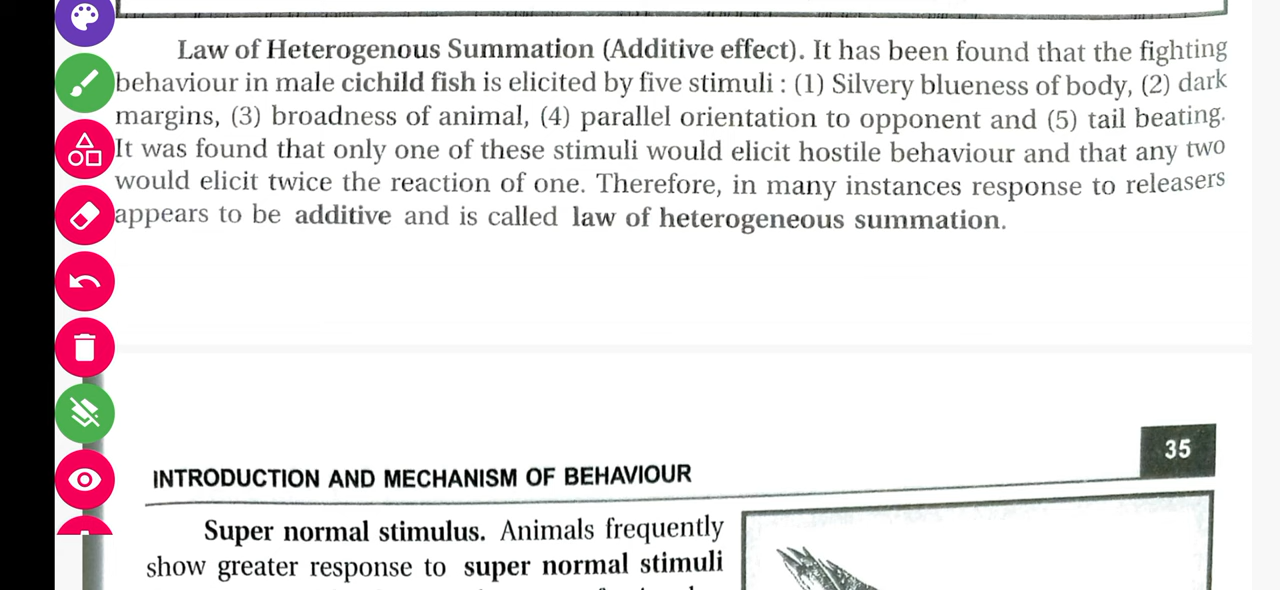 Law of Heterogenous Summation (Additive effect). It has been found that the fighting
behaviour in male cichild fish is elicited by five stimuli : (1) Silvery blueness of body, (2) dark
margins, (3) broadness of animal, (4) parallel orientation to opponent and (5) tail beating.
It was found that only one of these stimuli would elicit hostile behaviour and that any two
would elicit twice the reaction of one. Therefore, in many instances response to releasers
appears to be additive and is called law of heterogeneous summation.
35
INTRODUCTION AND MECHANISM OF BEHAVIOUR
Super normal stimulus. Animals frequently
show greater response to super normal stimuli